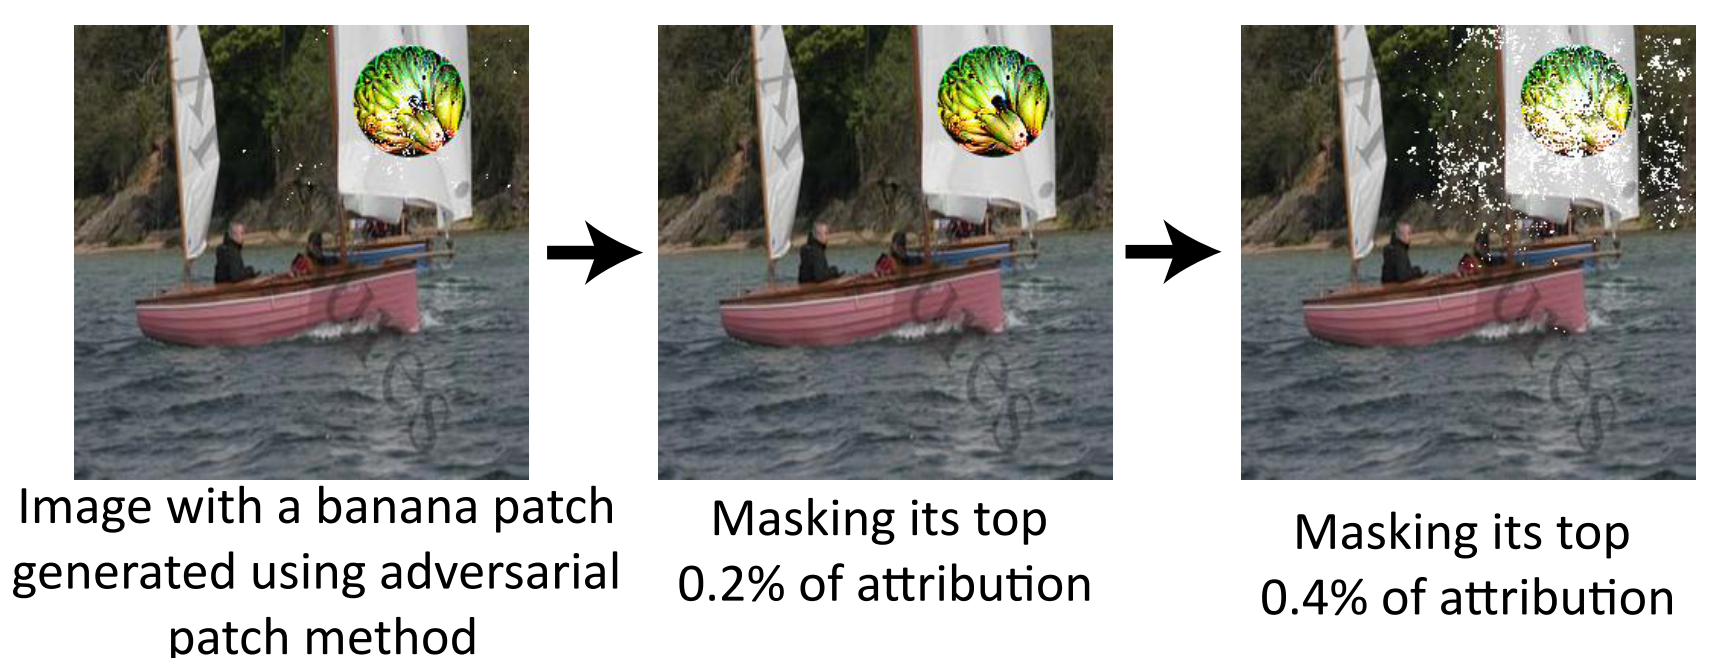 Image with a banana patch
generated using adversarial
patch method
Masking its top
0.2% of attribution
Masking its top
0.4% of attribution